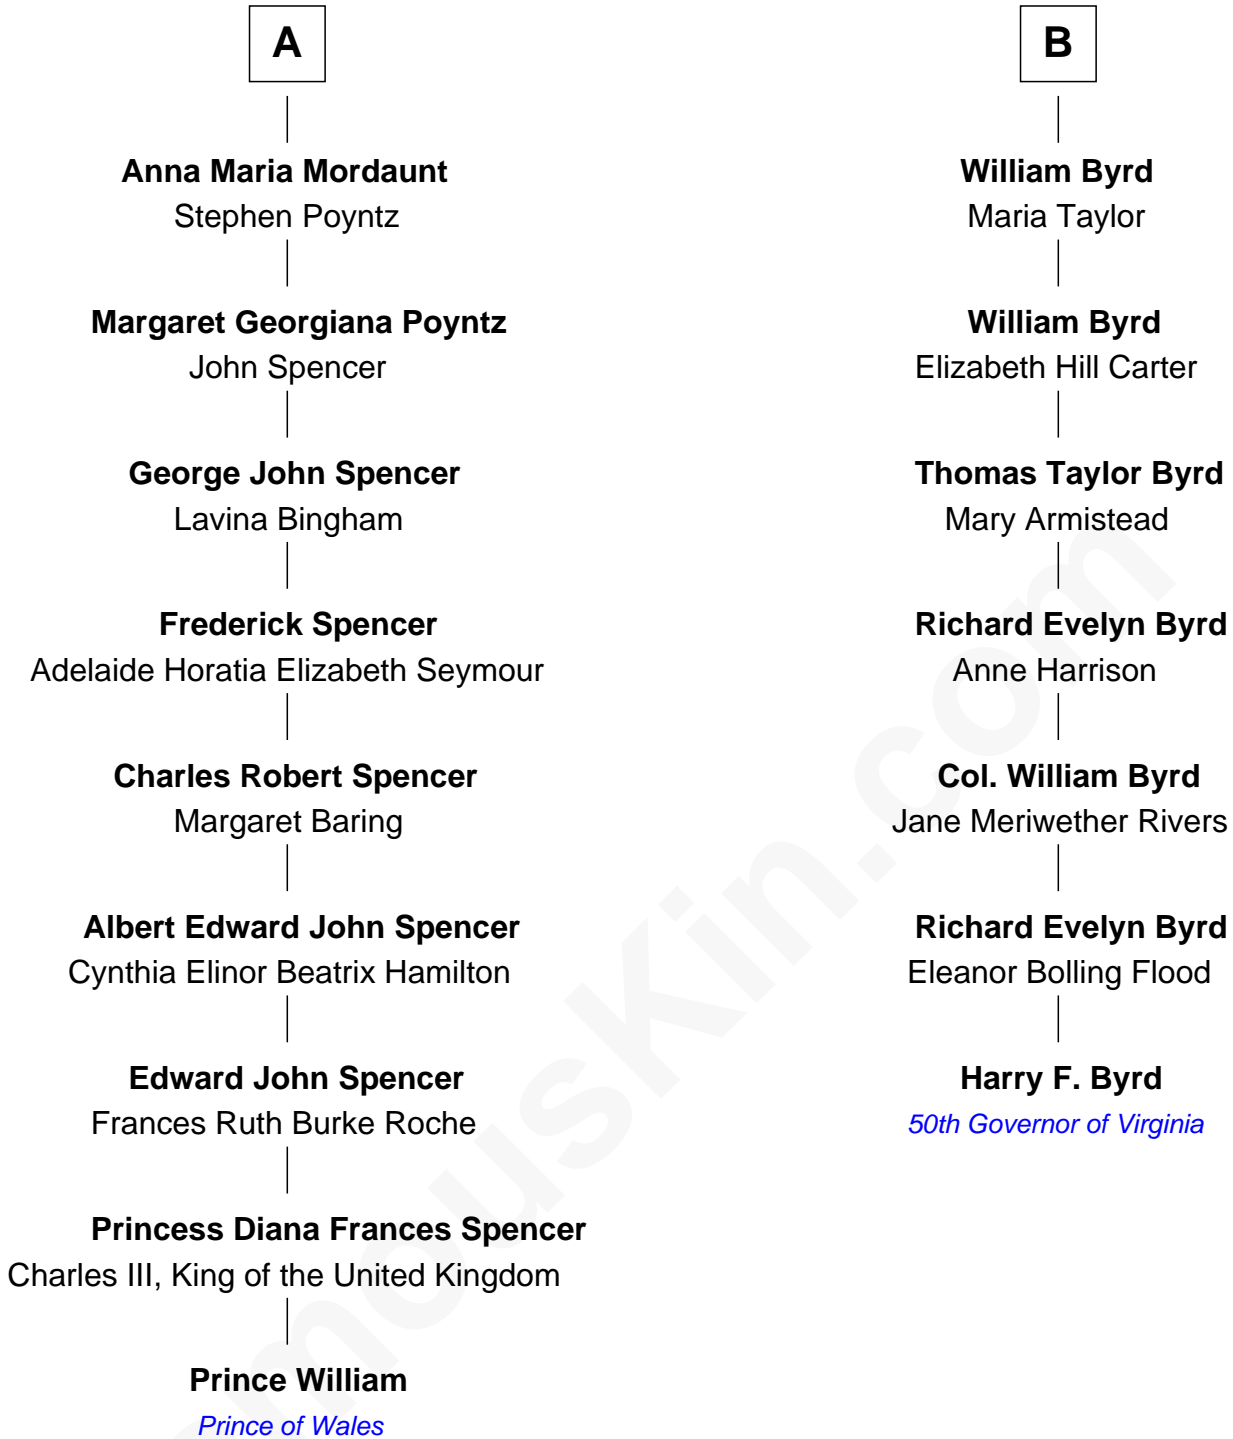 A
Anna Maria Mordaunt
Stephen Poyntz
Margaret Georgiana Poyntz
John Spencer
George John Spencer
Lavina Bingham
Frederick Spencer
Adelaide Horatia Elizabeth Seymour
Charles Robert Spencer
Margaret Baring
Albert Edward John Spencer
Cynthia Elinor Beatrix Hamilton
Edward John Spencer
Frances Ruth Burke Roche
Princess Diana Frances Spencer
Charles III, King of the United Kingdom
Prince William
Prince of Wales
B
William Byrd
Maria Taylor
William Byrd
Elizabeth Hill Carter
Thomas Taylor Byrd
Mary Armistead
Richard Evelyn Byrd
Anne Harrison
Col. William Byrd
Jane Meriwether Rivers
Richard Evelyn Byrd
Eleanor Bolling Flood
Harry F. Byrd
50th Governor of Virginia
mouskin.com